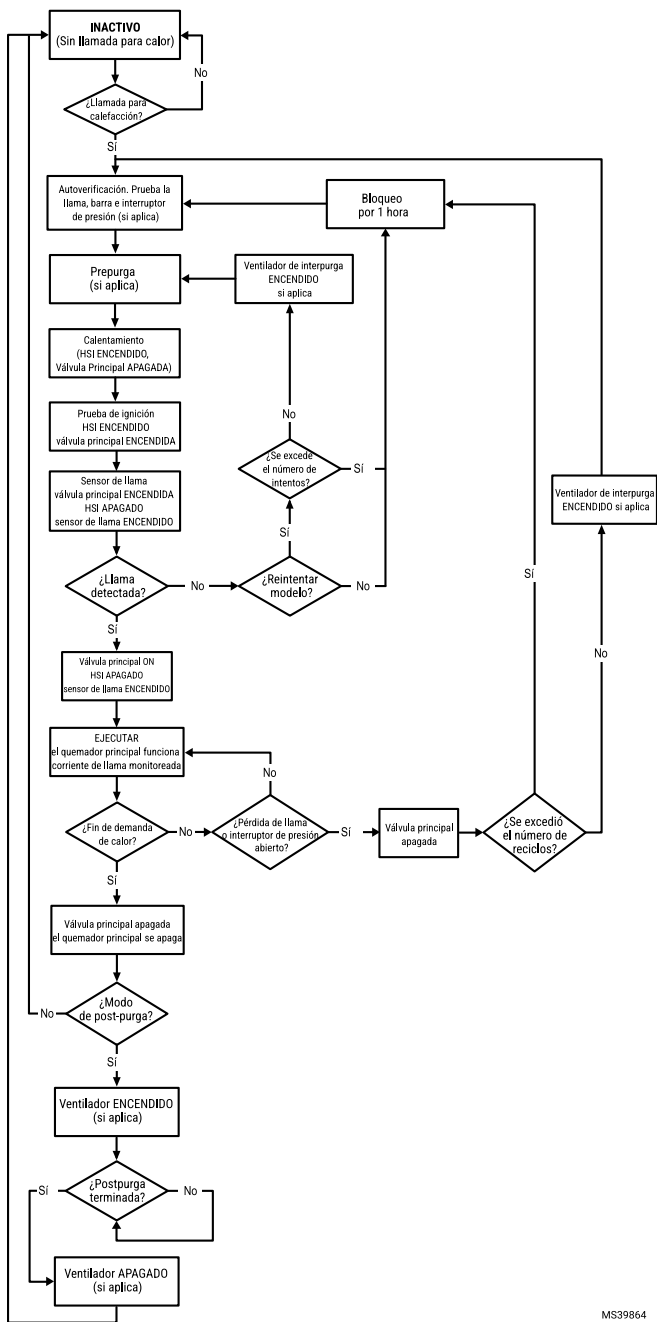 INACTIVO
(Sin llamada para calor)
No
¿Llamada para
calefacción?
Sí
Autoverificación. Prueba la
llama, barra e interruptor
de presión (si aplica)
Bloqueo
por 1 hora
Prepurga
(si aplica)
Ventilador de interpurga
ENCENDIDO
si aplica
Calentamiento
(HSI ENCENDIDO,
Válvula Principal APAGADA)
Prueba de ignición
HSI ENCENDIDO
válvula principal ENCENDIDA
No
¿Se excede
el número de
intentos?
Sí
Sensor de llama
válvula principal ENCENDIDA
HSI APAGADO
sensor de llama ENCENDIDO
Ventilador de interpurga
ENCENDIDO si aplica
Sí
¿Llama
detectada?
No
¿Reintentar
modelo?
No
Sí
Sí
No
Válvula principal ON
HSI APAGADO
sensor de llama ENCENDIDO
EJECUTAR
el quemador principal funciona
corriente de llama monitoreada
No
¿Fin de demanda
de calor?
No
¿Pérdida de llama
o interruptor de presión
abierto?
Sí
Válvula principal
apagada
¿Se excedió
el número de
reciclos?
Sí
Válvula principal apagada
el quemador principal se apaga
No
¿Modo
de post-purga?
Sí
Ventilador ENCENDIDO
(si aplica)
Sí
¿Postpurga
terminada?
No
Ventilador APAGADO
(si aplica)
MS39864